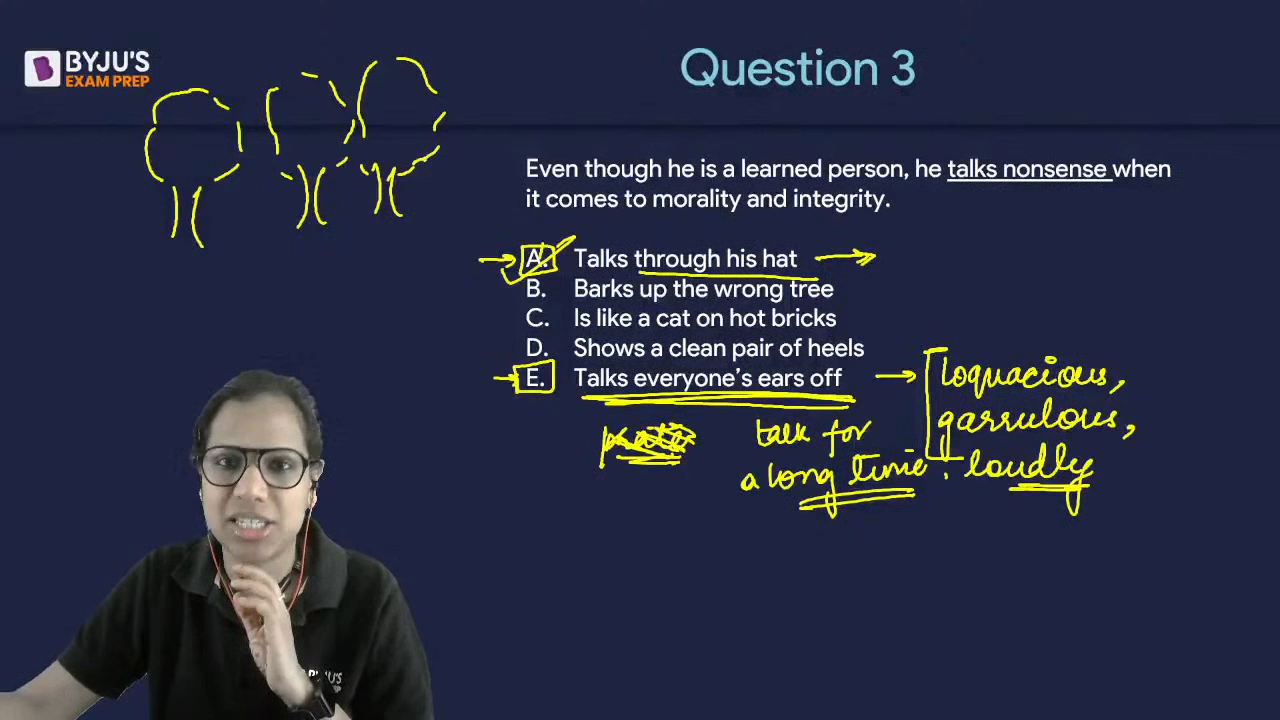 BYJU'S
EXAM PREP
Question 3
Even though he is a learned person, he talks nonsense when
it comes to morality and integrity.
A. Talks through his hat
B. Barks up the wrong tree
C. Is like a cat on hot bricks
D. Shows a clean pair of heels
E. Talks everyone's ears off
loquacious,
garrulous,
talk for
a long time. loudly